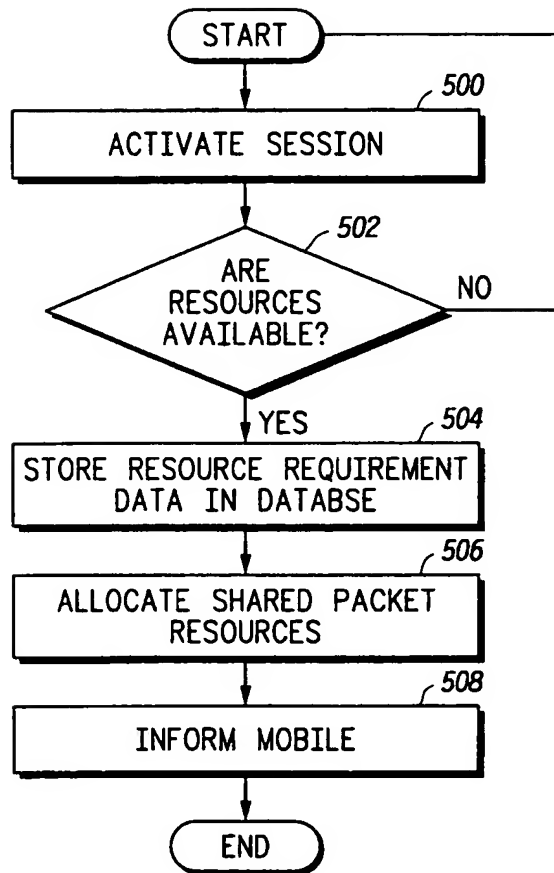 START
500
ACTIVATE SESSION
502
ARE
RESOURCES
AVAILABLE?
NO
YES
504
STORE RESOURCE REQUIREMENT
DATA IN DATABSE
506
ALLOCATE SHARED PACKET
RESOURCES
508
INFORM MOBILE
END